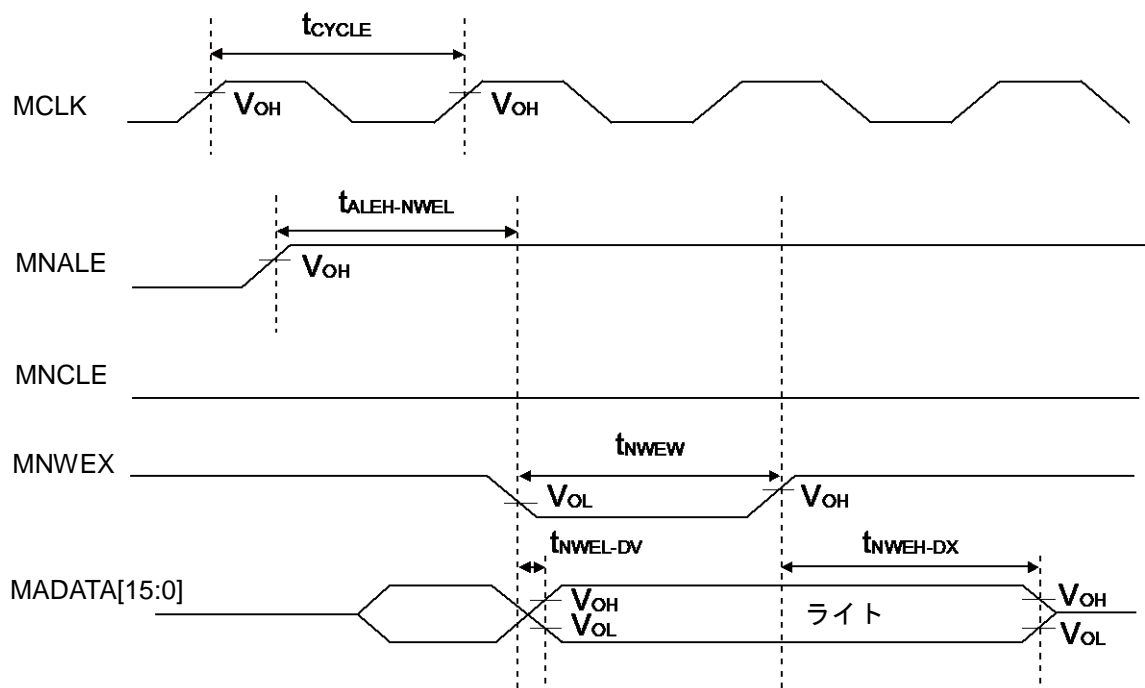 tCYCLE
MCLK
VOH
VOH
tALEH-NWEL
MNALE
VOH
MNCLE
MNWEX
tNWEW
VOL
VOH
tNWEL-DV
tNWEH-DX
MADATA[15:0]
VOH
VOL
ライト
VOH
VOL